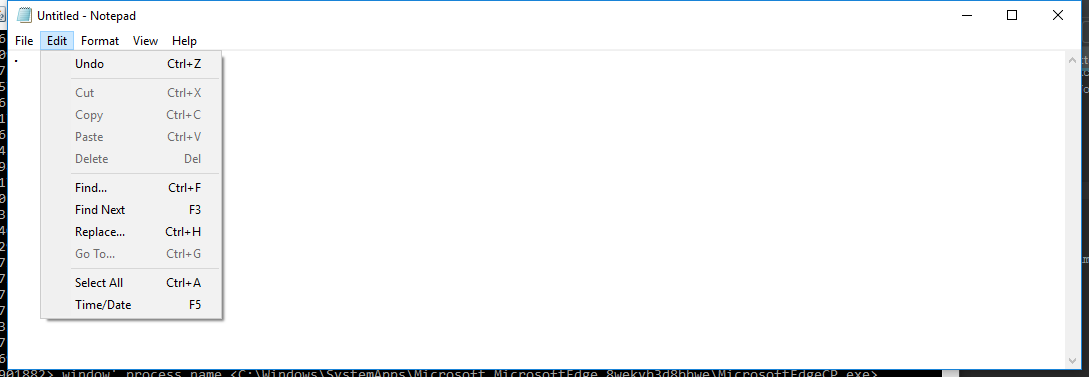 Untitled - Notepad
File Edit Format View Help
.
Undo Ctrl+Z
Cut Ctrl+X
Copy Ctrl+C
Paste Ctrl+V
Delete Del
Find... Ctrl+F
Find Next F3
Replace... Ctrl+H
Go To... Ctrl+G
Select All Ctrl+A
Time/Date F5
901882> window' process name <C:\Windows\SystemApps\Microsoft.MicrosoftEdge_8wekyb3d8bbwe\MicrosoftEdgeCP.exe>